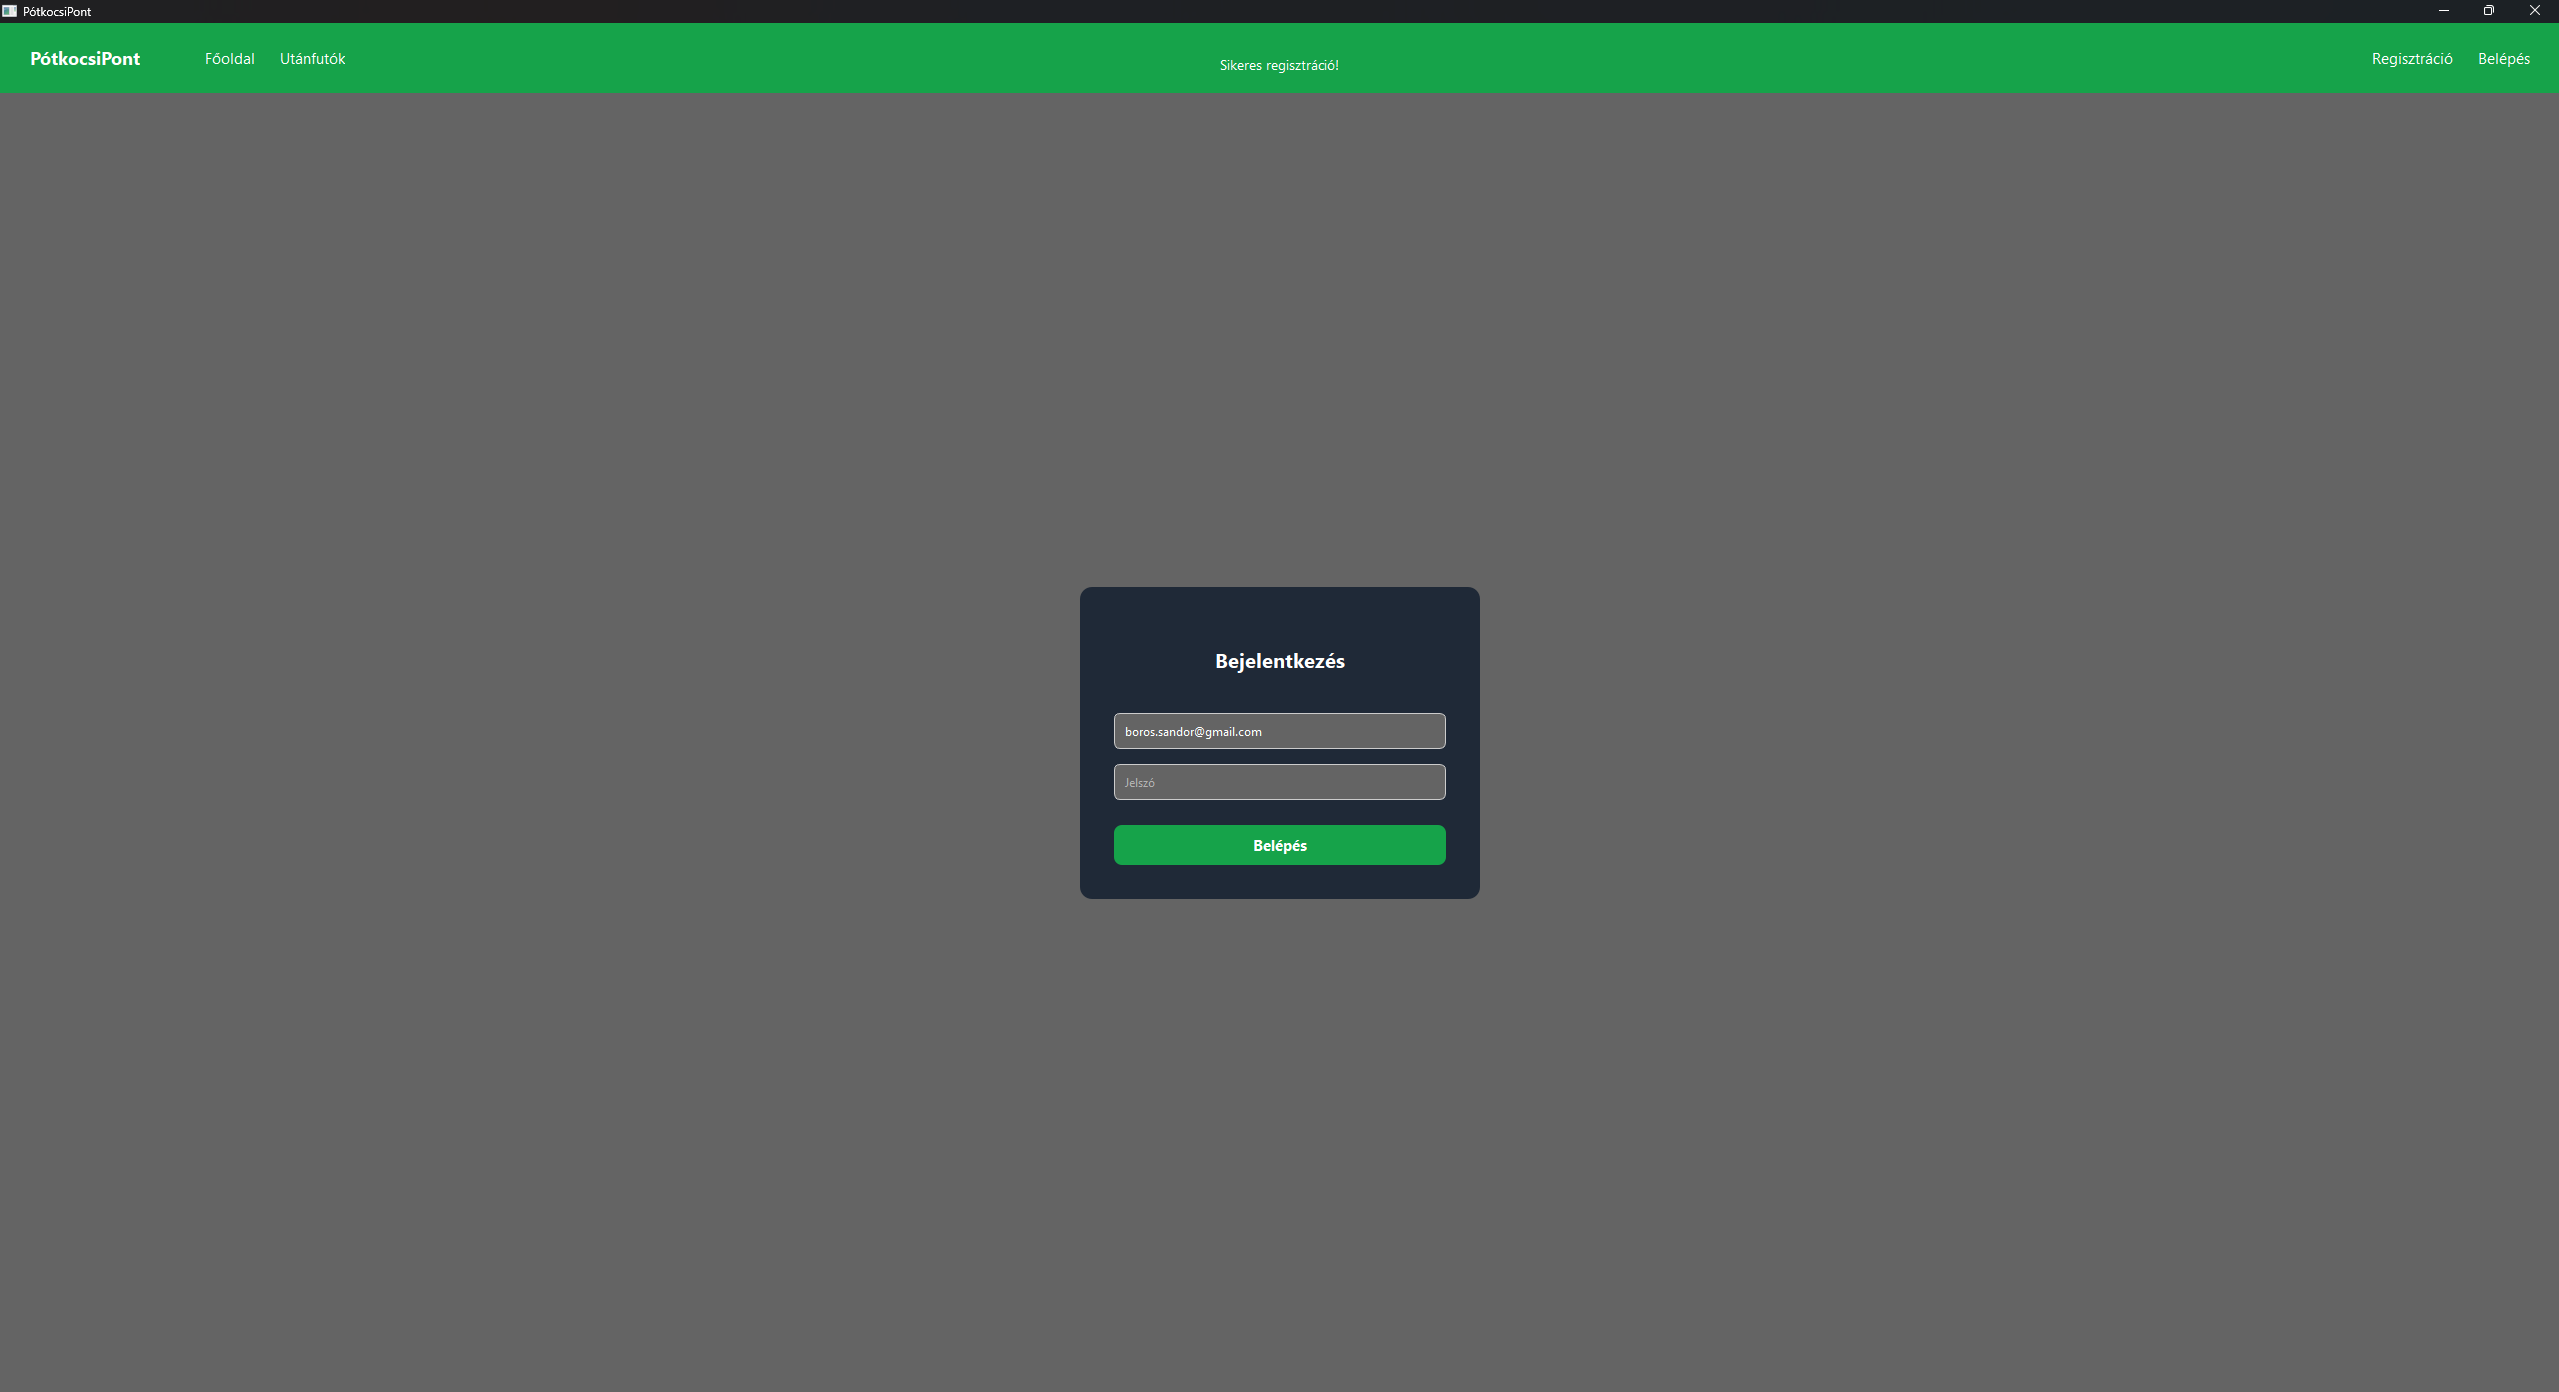 PótkocsiPont
PótkocsiPont Főoldal Utánfutók Sikeres regisztráció! Regisztráció Belépés
Bejelentkezés
boros.sandor@gmail.com
Jelszó
Belépés